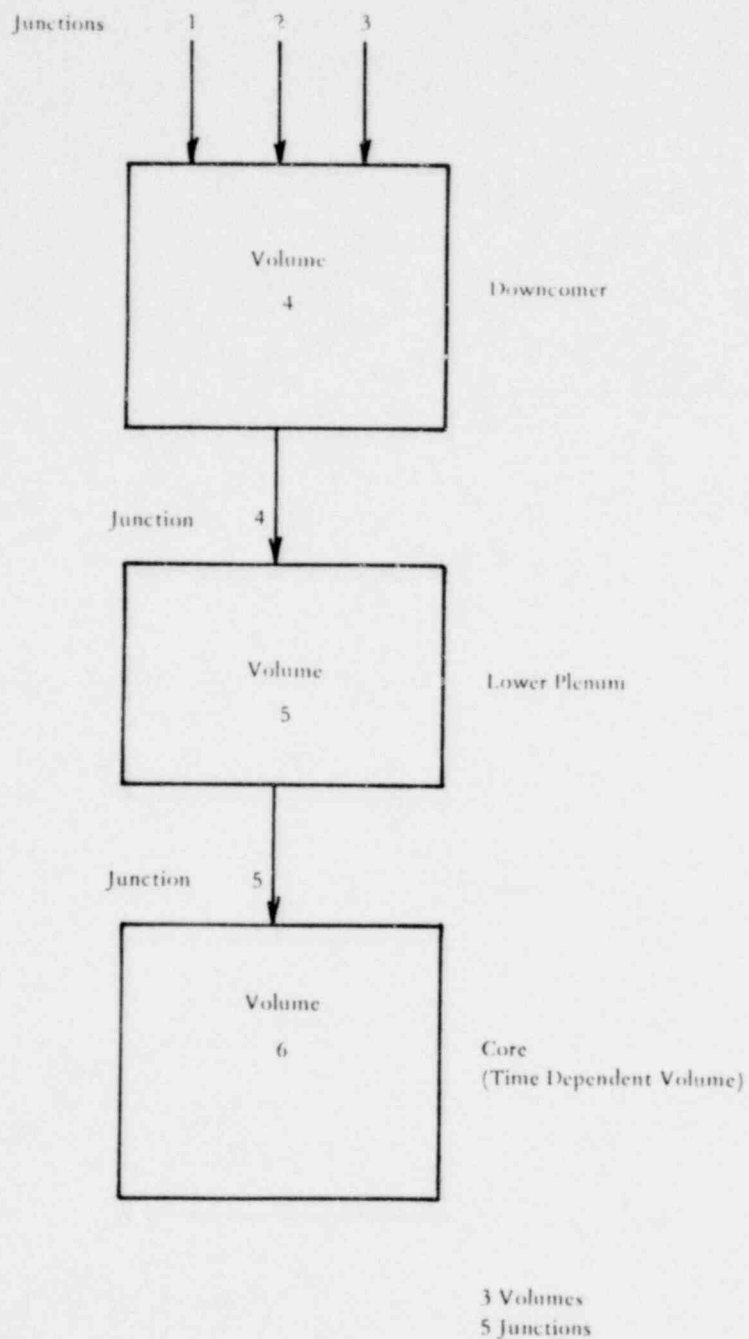 Junctions 1 2 3
Volume
4
Downcomer
Junction 4
Volume
5
Lower Plenum
Junction 5
Volume
6
Core
(Time Dependent Volume)
3 Volumes
5 Junctions